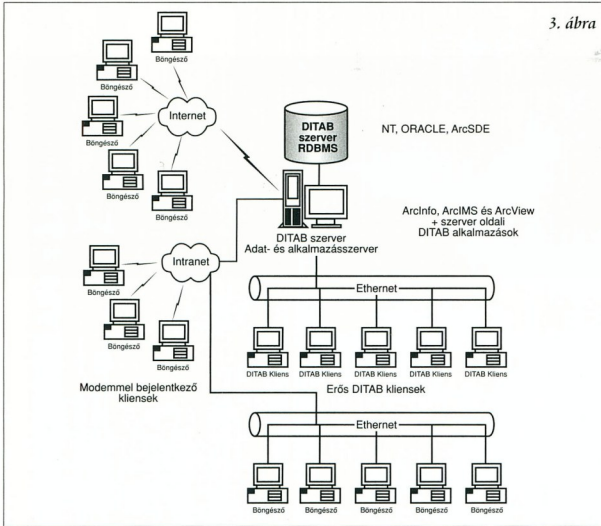 3. ábra
Böngésző
Böngésző
Böngésző
Böngésző
Böngésző
Böngésző
Internet
DITAB
szerver
RDBMS
NT, ORACLE, ArcSDE
DITAB szerver
Adat- és alkalmazásszerver
ArcInfo, ArcIMS és ArcView
+ szerver oldali
DITAB alkalmazások
Intranet
Böngésző
Böngésző
Böngésző
Modemmel bejelentkező
kliensek
Ethernet
DITAB Kliens
DITAB Kliens
DITAB Kliens
DITAB Kliens
DITAB Kliens
Erős DITAB kliensek
Ethernet
Böngésző
Böngésző
Böngésző
Böngésző
Böngésző